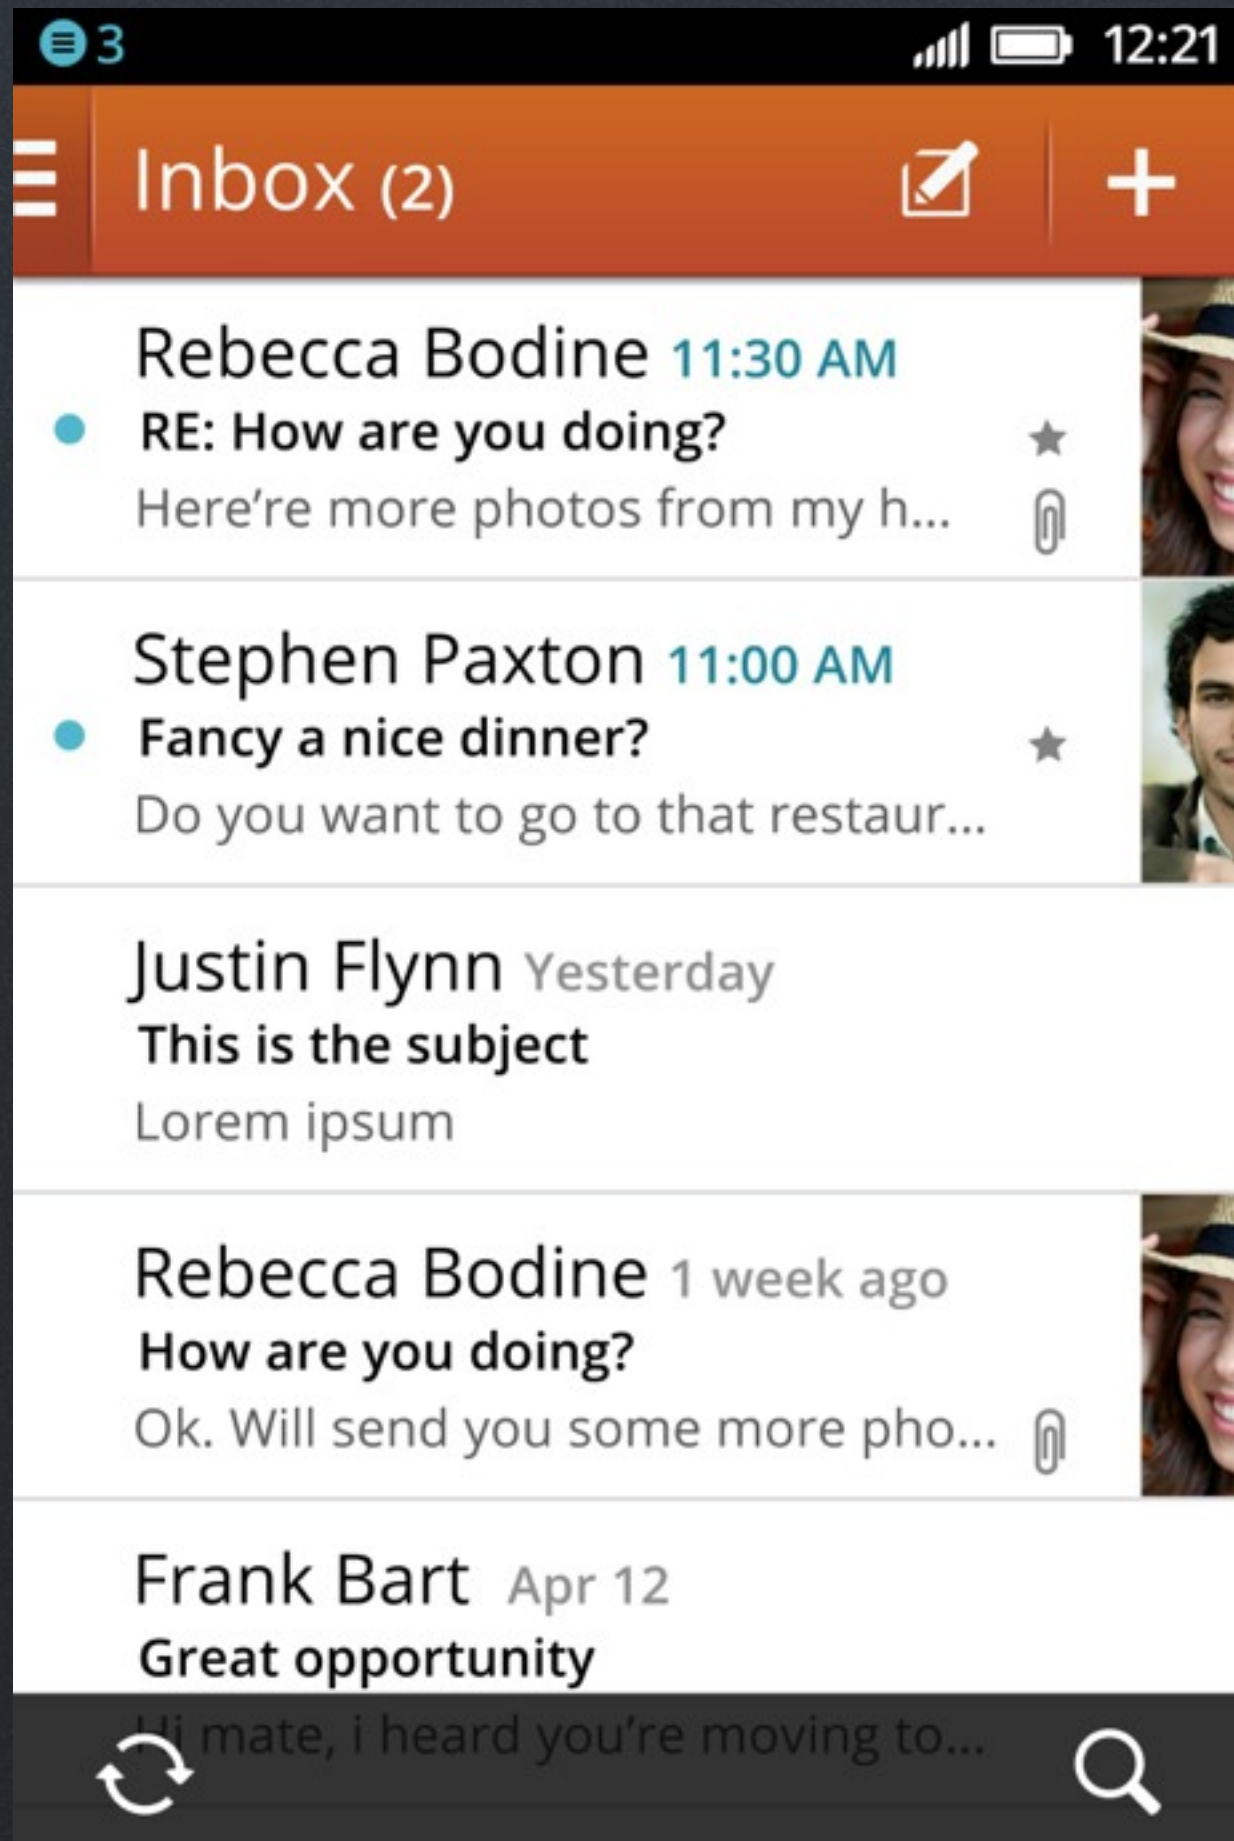 3
12:21
Inbox (2)
Rebecca Bodine 11:30 AM
RE: How are you doing?
Here’re more photos from my h...
Stephen Paxton 11:00 AM
Fancy a nice dinner?
Do you want to go to that restaur...
Justin Flynn Yesterday
This is the subject
Lorem ipsum
Rebecca Bodine 1 week ago
How are you doing?
Ok. Will send you some more pho...
Frank Bart Apr 12
Great opportunity
Hi mate, i heard you’re moving to...